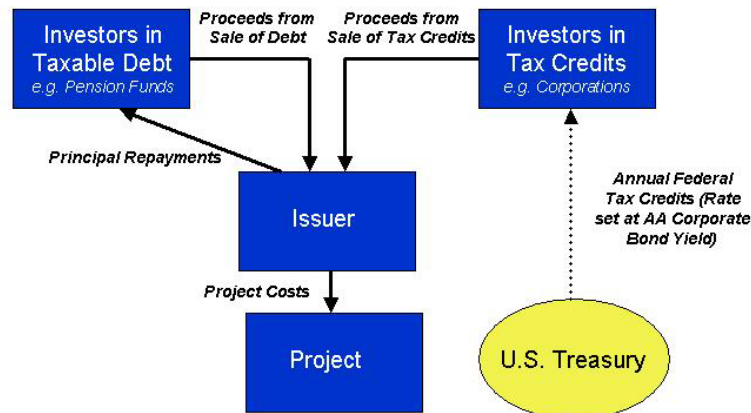 Investors in
Taxable Debt
e.g. Pension Funds
Proceeds from
Sale of Debt
Proceeds from
Sale of Tax Credits
Investors in
Tax Credits
e.g. Corporations
Principal Repayments
Issuer
Annual Federal
Tax Credits (Rate
set at AA Corporate
Bond Yield)
Project Costs
Project
U.S. Treasury